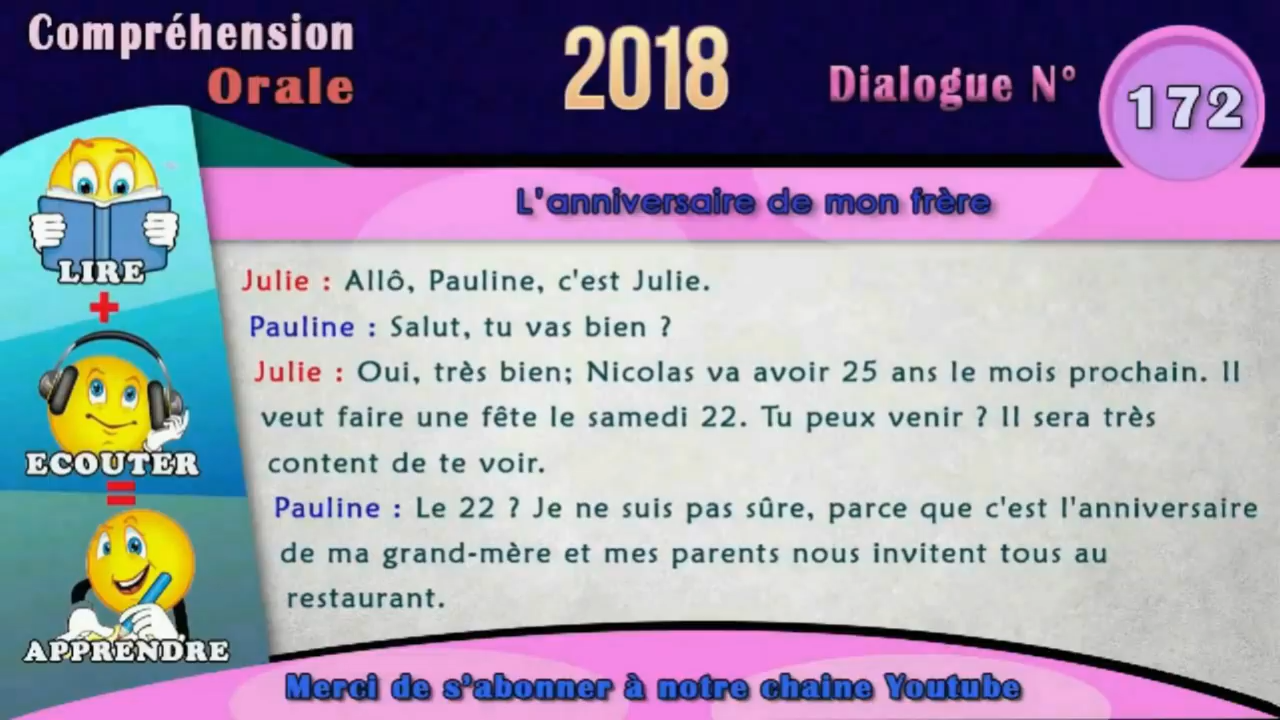 Compréhension
Orale
2018
Dialogue N°
172
L'anniversaire de mon frère
LIRE
+
ECOUTER
=
APPRENDRE
Julie : Allô, Pauline, c'est Julie.
Pauline : Salut, tu vas bien ?
Julie : Oui, très bien; Nicolas va avoir 25 ans le mois prochain. Il
veut faire une fête le samedi 22. Tu peux venir ? Il sera très
content de te voir.
Pauline : Le 22 ? Je ne suis pas sûre, parce que c'est l'anniversaire
de ma grand-mère et mes parents nous invitent tous au
restaurant.
Merci de s'abonner à notre chaine Youtube